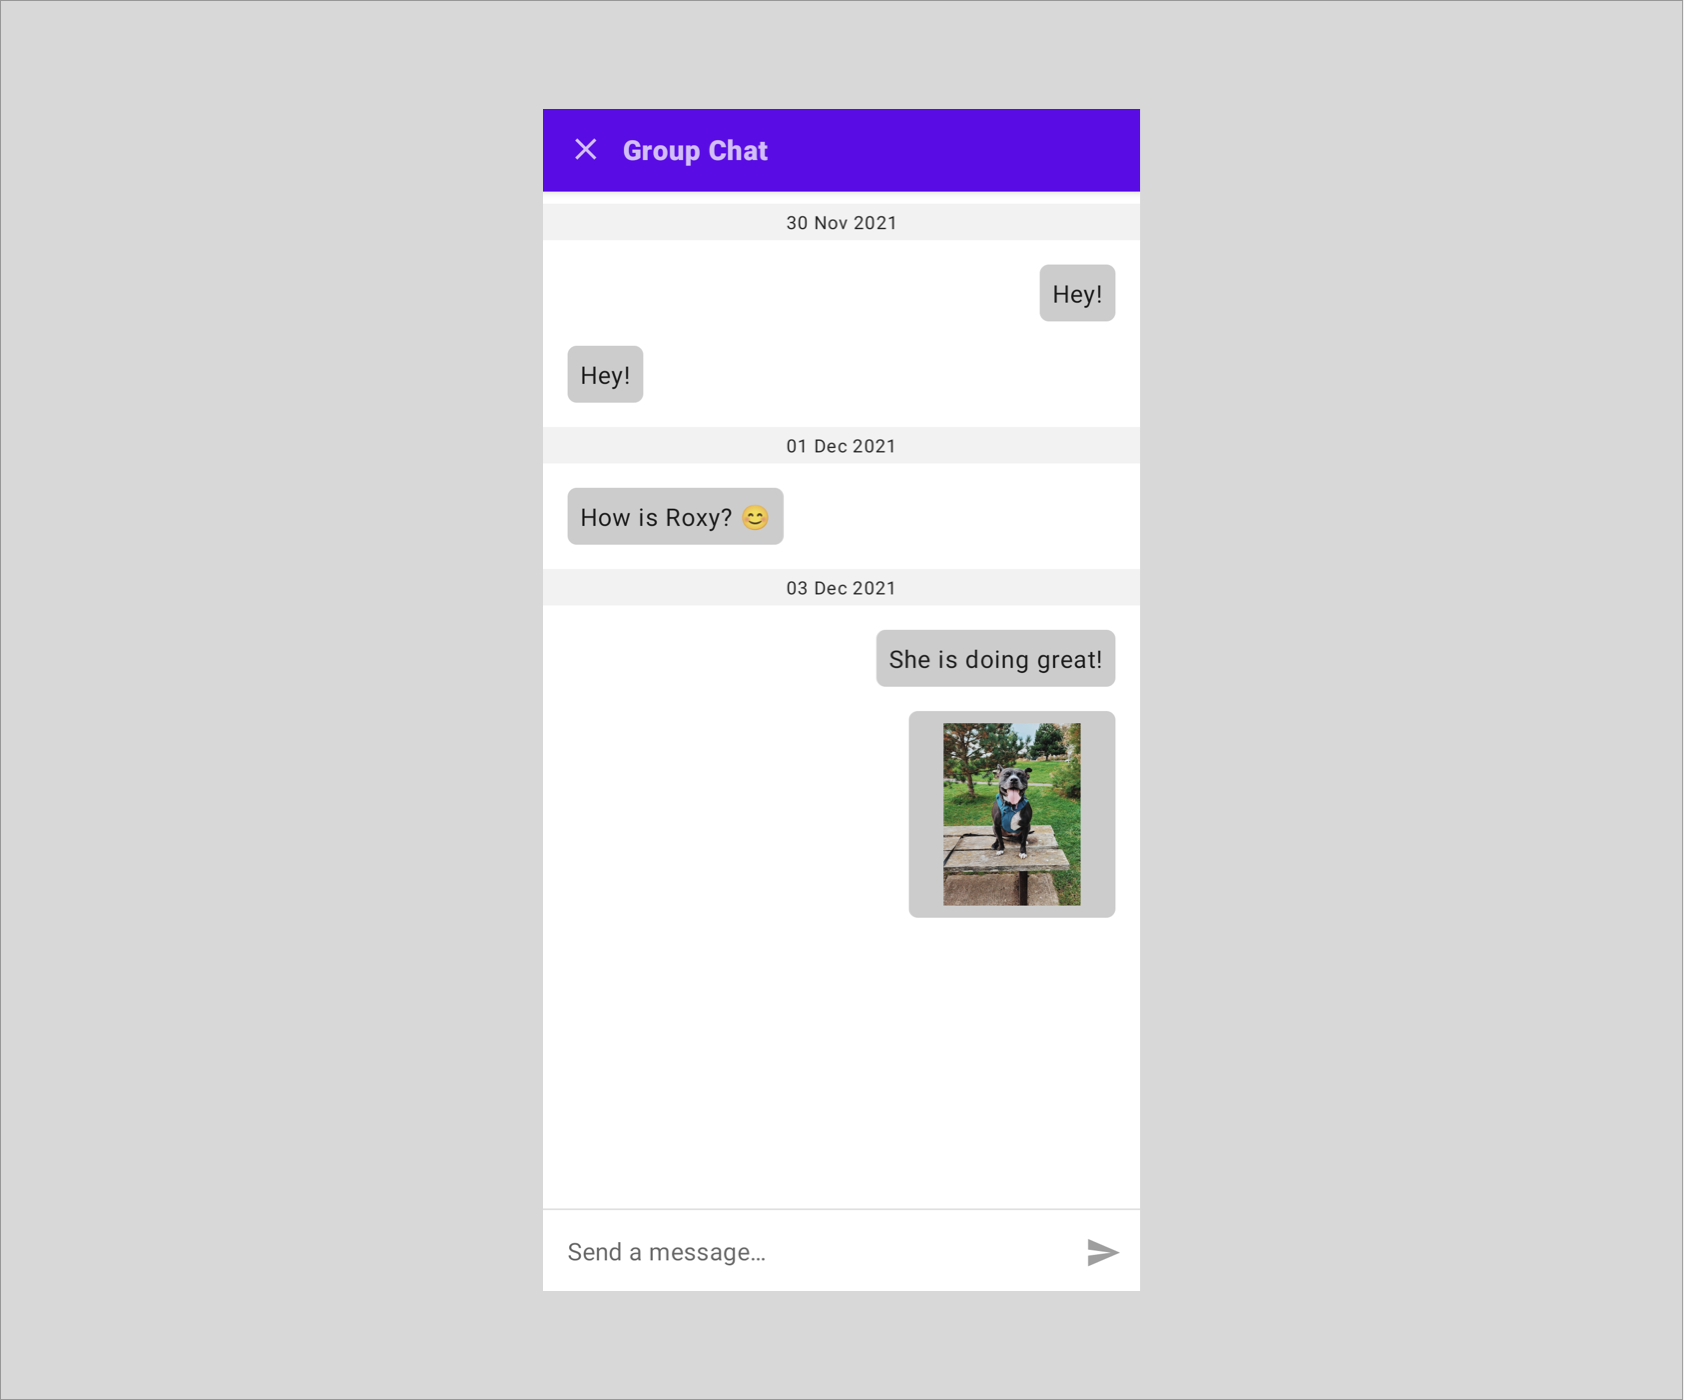 Group Chat
30 Nov 2021
Hey!
Hey!
01 Dec 2021
How is Roxy? 😊
03 Dec 2021
She is doing great!
Send a message...